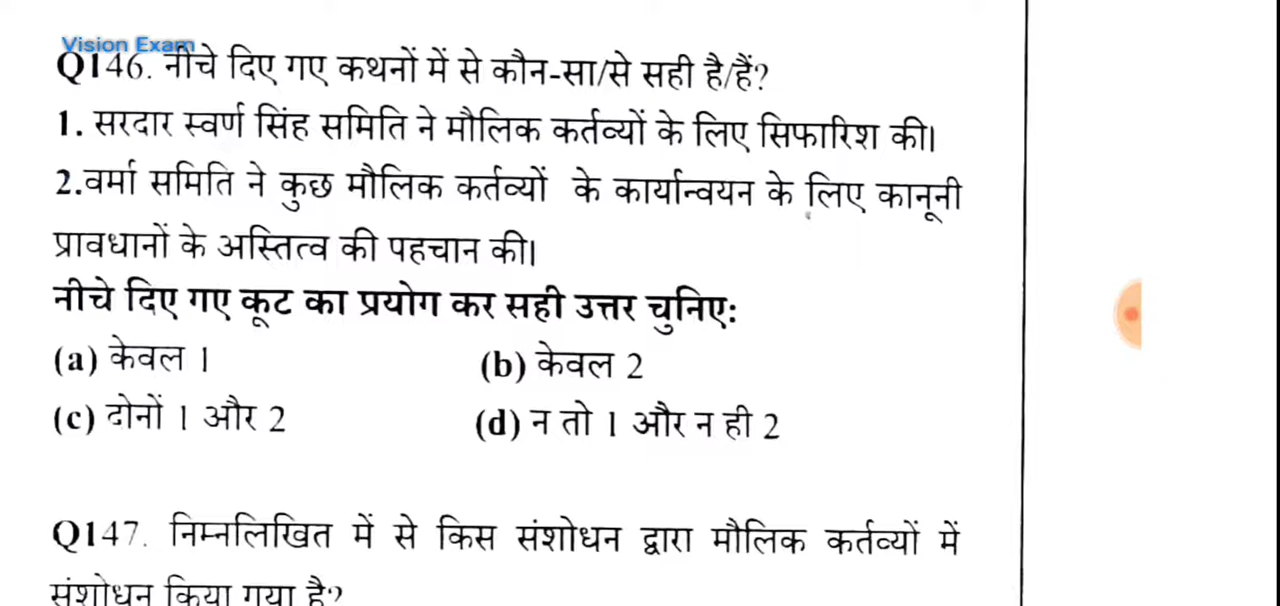 Vision Exam
Q146. नीचे दिए गए कथनों में से कौन-सा/से सही है/हैं?
1. सरदार स्वर्ण सिंह समिति ने मौलिक कर्तव्यों के लिए सिफारिश की।
2.वर्मा समिति ने कुछ मौलिक कर्तव्यों के कार्यान्वयन के लिए कानूनी
प्रावधानों के अस्तित्व की पहचान की।
नीचे दिए गए कूट का प्रयोग कर सही उत्तर चुनिए:
(a) केवल 1 (b) केवल 2
(c) दोनों 1 और 2 (d) न तो 1 और न ही 2
Q147. निम्नलिखित में से किस संशोधन द्वारा मौलिक कर्तव्यों में
संशोधन किया गया है?